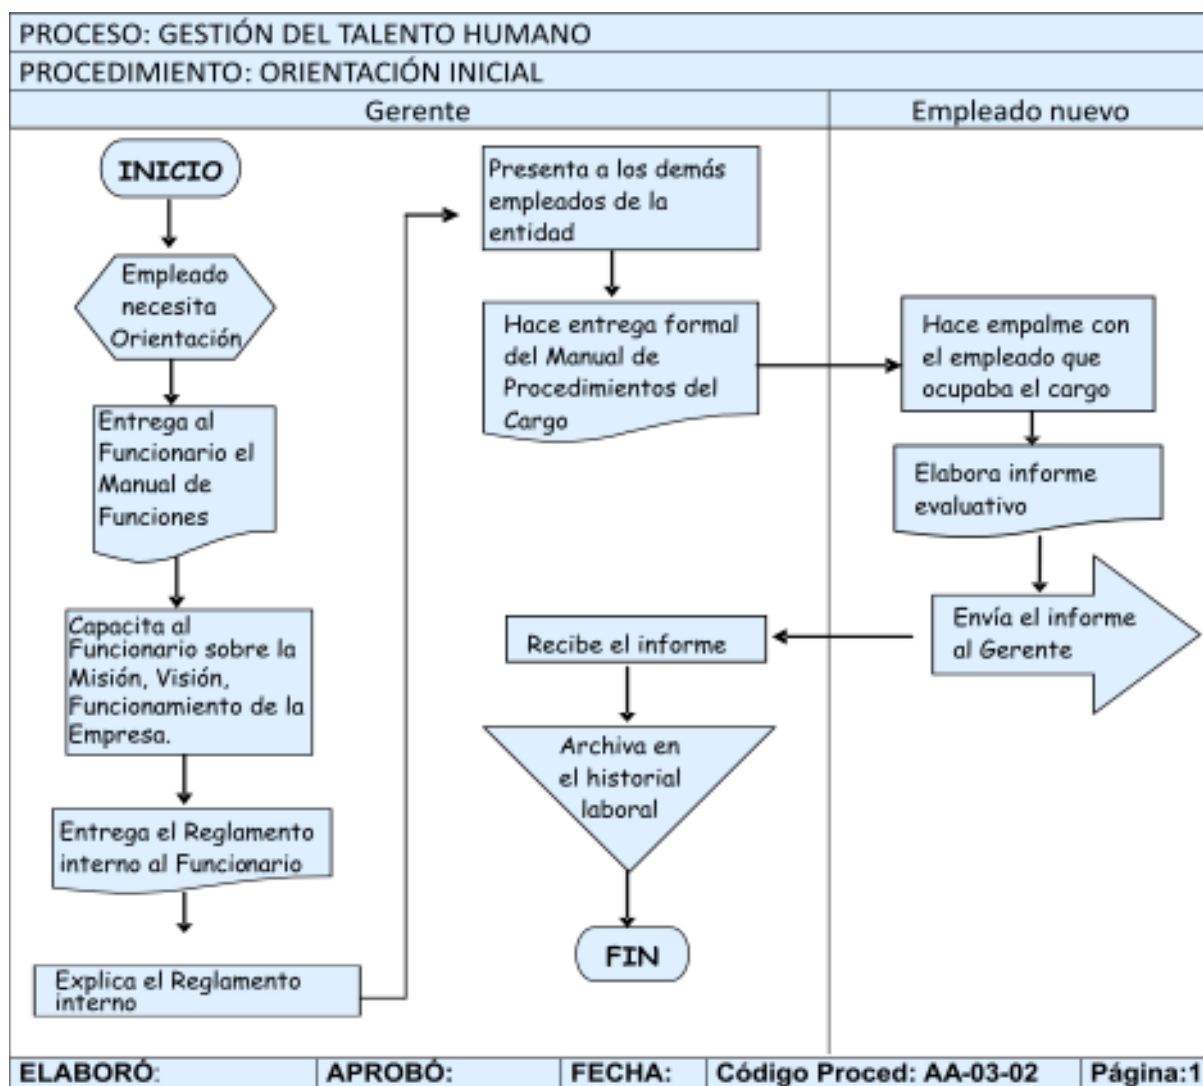 PROCESO: GESTIÓN DEL TALENTO HUMANO
PROCEDIMIENTO: ORIENTACIÓN INICIAL
Gerente
Empleado nuevo
INICIO
Empleado
necesita
Orientación
Entrega al
Funcionario el
Manual de
Funciones
Capacita al
Funcionario sobre la
Misión, Visión,
Funcionamiento de la
Empresa.
Entrega el Reglamento
interno al Funcionario
Explica el Reglamento
interno
Presenta a los demás
empleados de la
entidad
Hace entrega formal
del Manual de
Procedimientos del
Cargo
Hace empalme con
el empleado que
ocupaba el cargo
Elabora informe
evaluativo
Envía el informe
al Gerente
Recibe el informe
Archiva en
el historial
laboral
FIN
ELABORÓ:
APROBÓ:
FECHA:
Código Proced: AA-03-02
Página:1